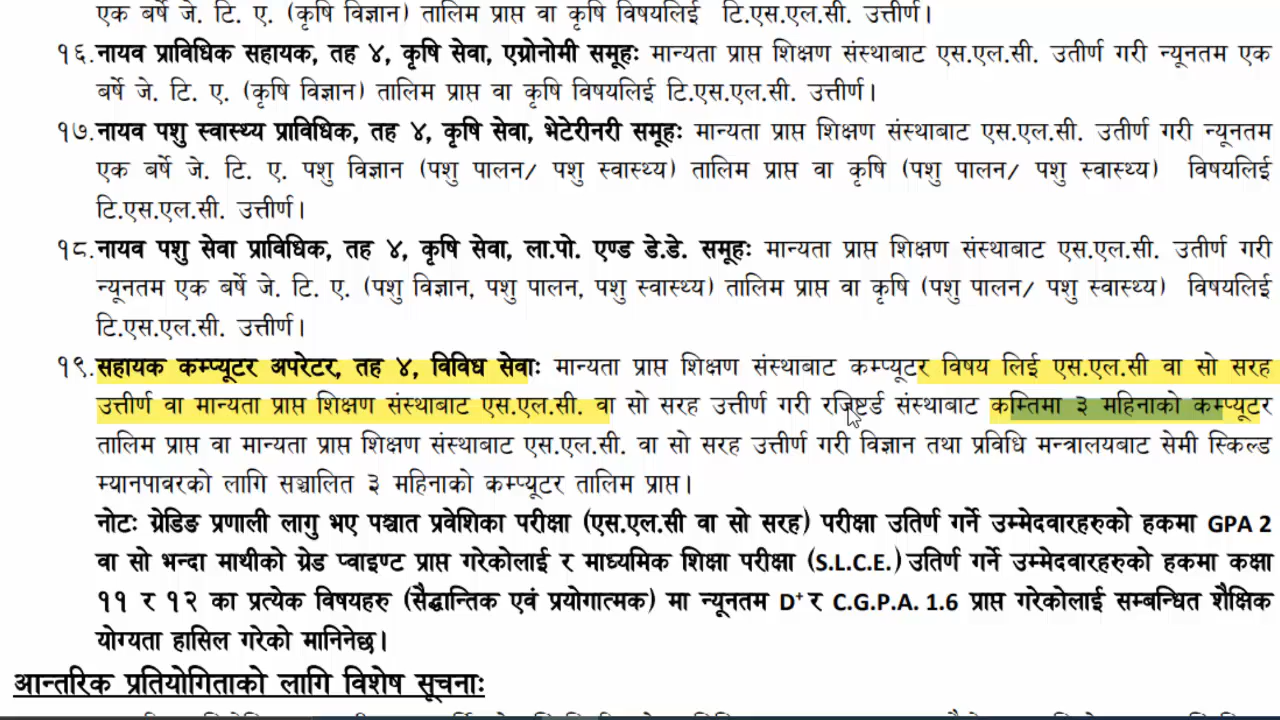 एक बर्षे जे. टि. ए. (कृषि विज्ञान) तालिम प्राप्त वा कृषि विषयलिई टि.एस.एल.सी. उत्तीर्ण।
१६. नायव प्राविधिक सहायक, तह ४, कृषि सेवा, एग्रोनोमी समूहः मान्यता प्राप्त शिक्षण संस्थाबाट एस.एल.सी. उतीर्ण गरी न्यूनतम एक
बर्षे जे. टि. ए. (कृषि विज्ञान) तालिम प्राप्त वा कृषि विषयलिई टि.एस.एल.सी. उत्तीर्ण।
१७. नायव पशु स्वास्थ्य प्राविधिक, तह ४, कृषि सेवा, भेटेरीनरी समूहः मान्यता प्राप्त शिक्षण संस्थाबाट एस.एल.सी. उतीर्ण गरी न्यूनतम
एक बर्षे जे. टि. ए. पशु विज्ञान (पशु पालन/ पशु स्वास्थ्य) तालिम प्राप्त वा कृषि (पशु पालन/ पशु स्वास्थ्य) विषयलिई
टि.एस.एल.सी. उत्तीर्ण।
१८. नायव पशु सेवा प्राविधिक, तह ४, कृषि सेवा, ला.पो. एण्ड डे.डे. समूहः मान्यता प्राप्त शिक्षण संस्थाबाट एस.एल.सी. उतीर्ण गरी
न्यूनतम एक बर्षे जे. टि. ए. (पशु विज्ञान, पशु पालन, पशु स्वास्थ्य) तालिम प्राप्त वा कृषि (पशु पालन/ पशु स्वास्थ्य) विषयलिई
टि.एस.एल.सी. उत्तीर्ण।
१९. सहायक कम्प्यूटर अपरेटर, तह ४, विविध सेवाः मान्यता प्राप्त शिक्षण संस्थाबाट कम्प्यूटर विषय लिई एस.एल.सी वा सो सरह
उत्तीर्ण वा मान्यता प्राप्त शिक्षण संस्थाबाट एस.एल.सी. वा सो सरह उत्तीर्ण गरी रजिष्टर्ड संस्थाबाट कम्तिमा ३ महिनाको कम्प्यूटर
तालिम प्राप्त वा मान्यता प्राप्त शिक्षण संस्थाबाट एस.एल.सी. वा सो सरह उत्तीर्ण गरी विज्ञान तथा प्रविधि मन्त्रालयबाट सेमी स्किल्ड
म्यानपावरको लागि सञ्चालित ३ महिनाको कम्प्यूटर तालिम प्राप्त।
नोटः ग्रेडिङ प्रणाली लागु भए पश्चात प्रवेशिका परीक्षा (एस.एल.सी वा सो सरह) परीक्षा उतिर्ण गर्ने उम्मेदवारहरुको हकमा GPA 2
वा सो भन्दा माथीको ग्रेड प्वाइण्ट प्राप्त गरेकोलाई र माध्यमिक शिक्षा परीक्षा (S.L.C.E.) उतिर्ण गर्ने उम्मेदवारहरुको हकमा कक्षा
११ र १२ का प्रत्येक विषयहरु (सैद्धान्तिक एवं प्रयोगात्मक) मा न्यूनतम D+ र C.G.P.A. 1.6 प्राप्त गरेकोलाई सम्बन्धित शैक्षिक
योग्यता हासिल गरेको मानिनेछ।
आन्तरिक प्रतियोगिताको लागि विशेष सूचनाः